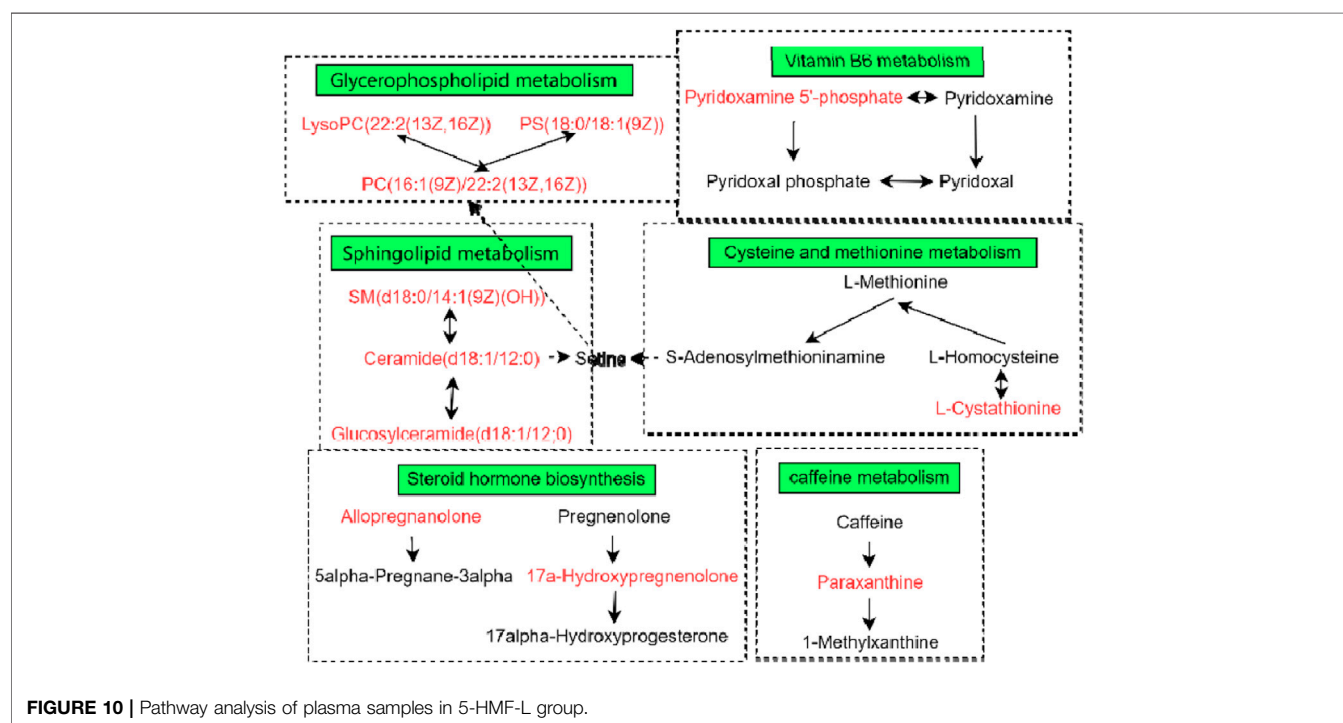 Glycerophospholipid metabolism
LysoPC(22:2(13Z,16Z)) PS(18:0/18:1(9Z))
PC(16:1(9Z)/22:2(13Z,16Z))
Vitamin B6 metabolism
Pyridoxamine 5'-phosphate Pyridoxamine
Pyridoxal phosphate Pyridoxal
Sphingolipid metabolism
SM(d18:0/14:1(9Z)(OH))
Ceramide(d18:1/12:0)
Glucosylceramide(d18:1/12;0)
Cysteine and methionine metabolism
L-Methionine
S-Adenosylmethioninamine L-Homocysteine
L-Cystathionine
Steroid hormone biosynthesis
Allopregnanolone Pregnenolone
5alpha-Pregnane-3alpha 17a-Hydroxypregnenolone
17alpha-Hydroxyprogesterone
caffeine metabolism
Caffeine
Paraxanthine
1-Methylxanthine
FIGURE 10 | Pathway analysis of plasma samples in 5-HMF-L group.